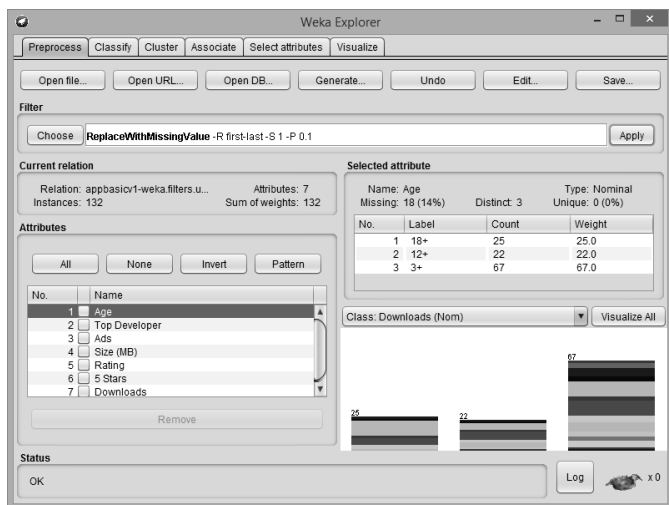 Weka Explorer
Preprocess Classify Cluster Associate Select attributes Visualize
Open file... Open URL... Open DB... Generate... Undo Edit... Save...
Filter
Choose ReplaceWithMissingValue -R first-last -S 1 -P 0.1 Apply
Current relation
Relation: appbasicv1-weka.filters.u... Attributes: 7
Instances: 132 Sum of weights: 132
Attributes
All None Invert Pattern
No. Name
1 Age
2 Top Developer
3 Ads
4 Size (MB)
5 Rating
6 5 Stars
7 Downloads
Remove
Selected attribute
Name: Age Type: Nominal
Missing: 18 (14%) Distinct: 3 Unique: 0 (0%)
No. Label Count Weight
1 18+ 25 25.0
2 12+ 22 22.0
3 3+ 67 67.0
Class: Downloads (Nom) Visualize All
25 22 67
Status
OK Log x 0